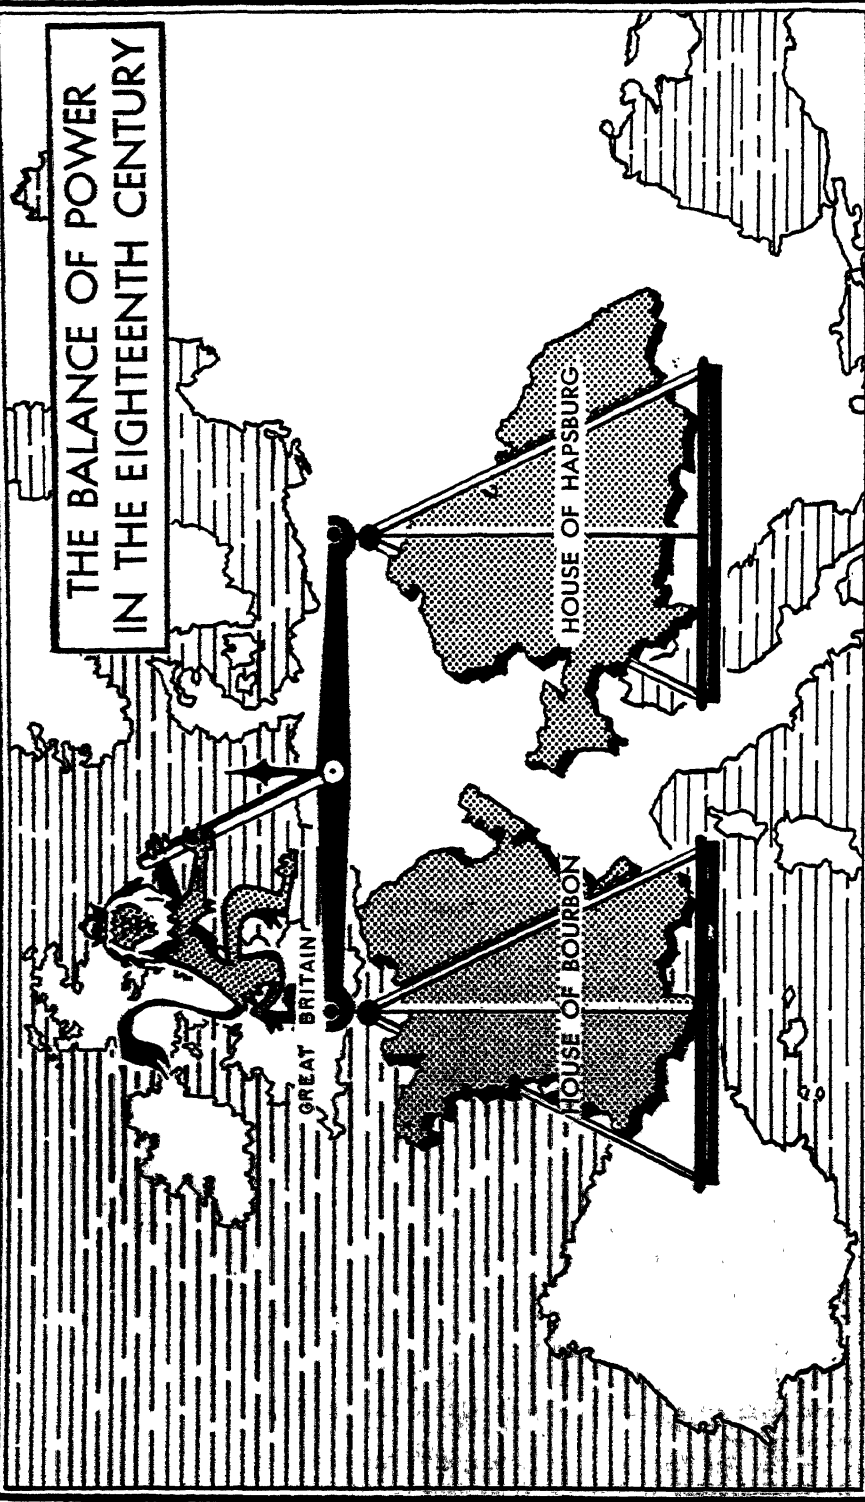 THE BALANCE OF POWER
IN THE EIGHTEENTH CENTURY
GREAT BRITAIN
HOUSE OF BOURBON
HOUSE OF HAPSBURG